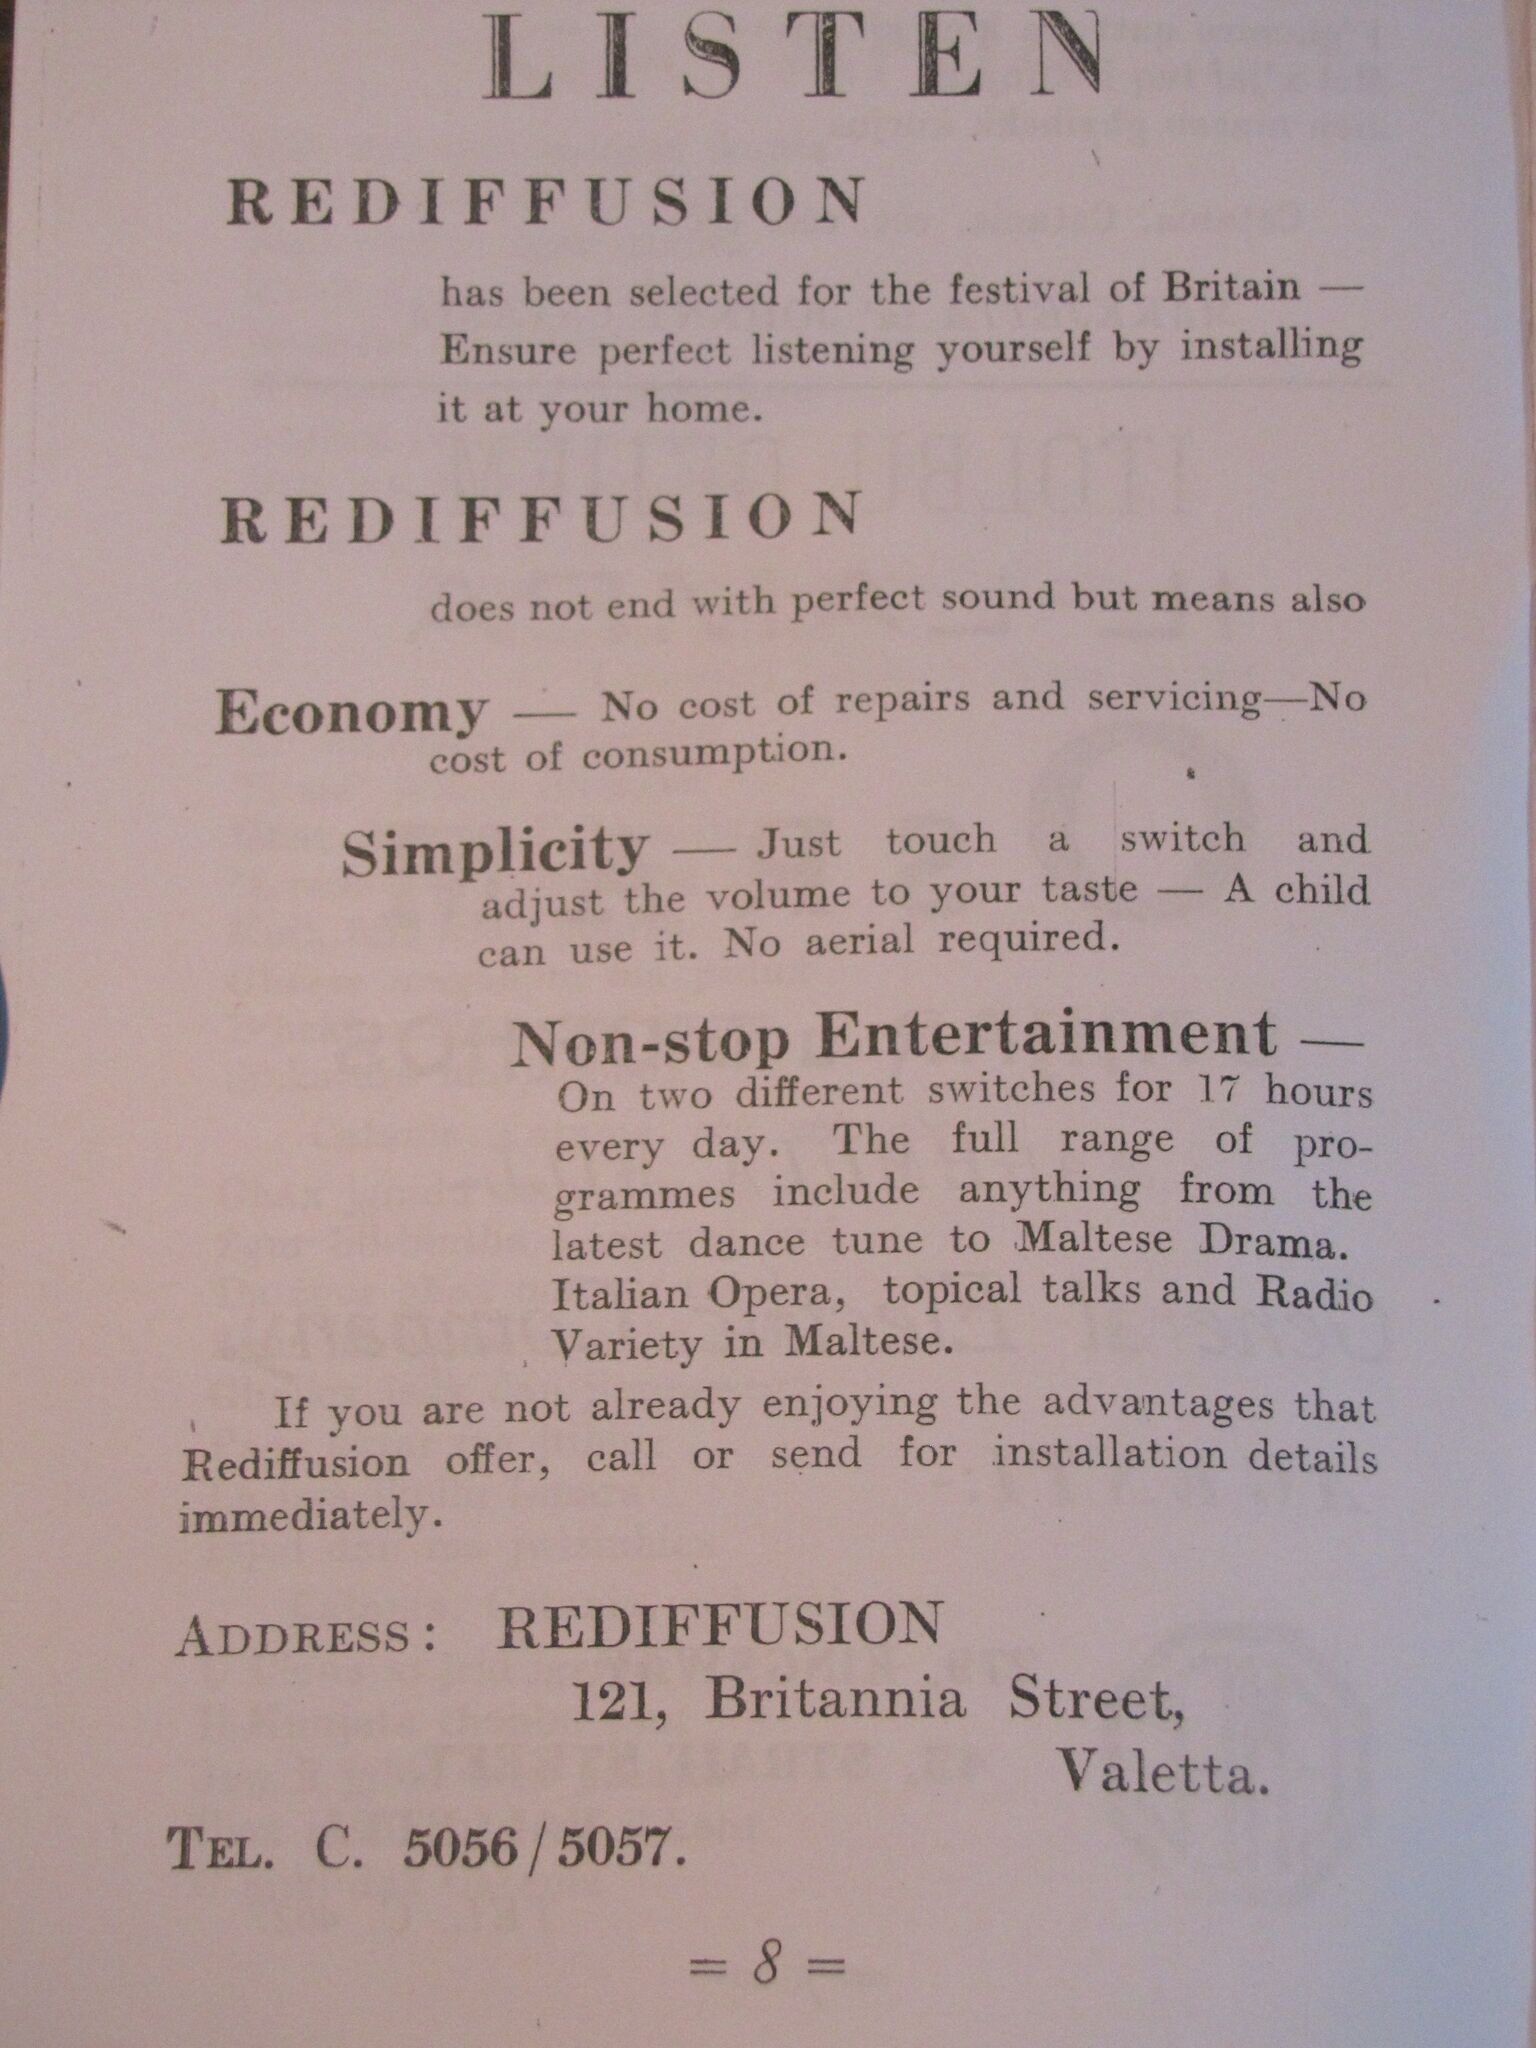 LISTEN
REDIFFUSION
has been selected for the festival of Britain —
Ensure perfect listening yourself by installing
it at your home.
REDIFFUSION
does not end with perfect sound but means also
Economy — No cost of repairs and servicing—No
cost of consumption.
Simplicity — Just touch a switch and
adjust the volume to your taste — A child
can use it. No aerial required.
Non-stop Entertainment —
On two different switches for 17 hours
every day. The full range of pro-
grammes include anything from the
latest dance tune to Maltese Drama.
Italian Opera, topical talks and Radio
Variety in Maltese.
If you are not already enjoying the advantages that
Rediffusion offer, call or send for installation details
immediately.
ADDRESS: REDIFFUSION
121, Britannia Street,
Valetta.
TEL. C. 5056/5057.
= 8 =